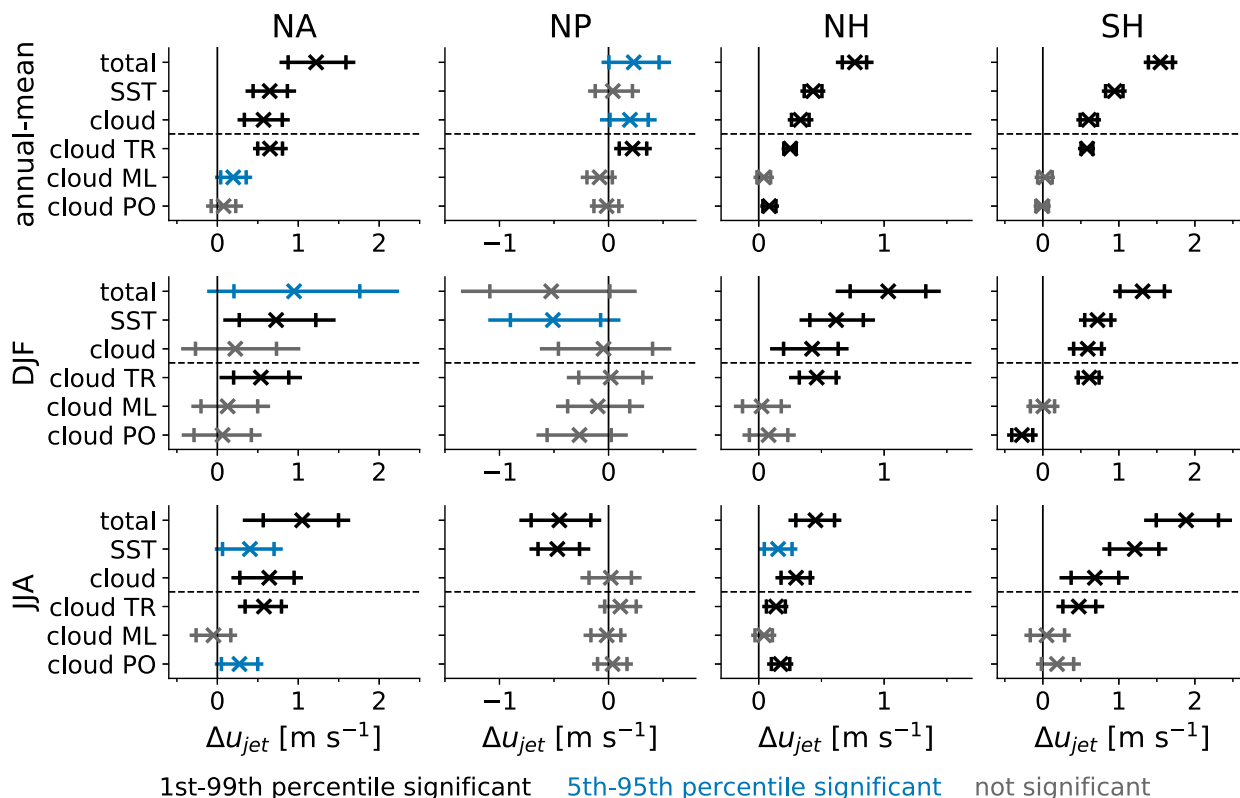 NA NP NH SH
annual-mean
total
SST
cloud
cloud TR
cloud ML
cloud PO
0 1 2 −1 0 0 1 0 1 2
DJF
total
SST
cloud
cloud TR
cloud ML
cloud PO
0 1 2 −1 0 0 1 0 1 2
JJA
total
SST
cloud
cloud TR
cloud ML
cloud PO
0 1 2 −1 0 0 1 0 1 2
Δu_jet [m s⁻¹] Δu_jet [m s⁻¹] Δu_jet [m s⁻¹] Δu_jet [m s⁻¹]
1st-99th percentile significant 5th-95th percentile significant not significant